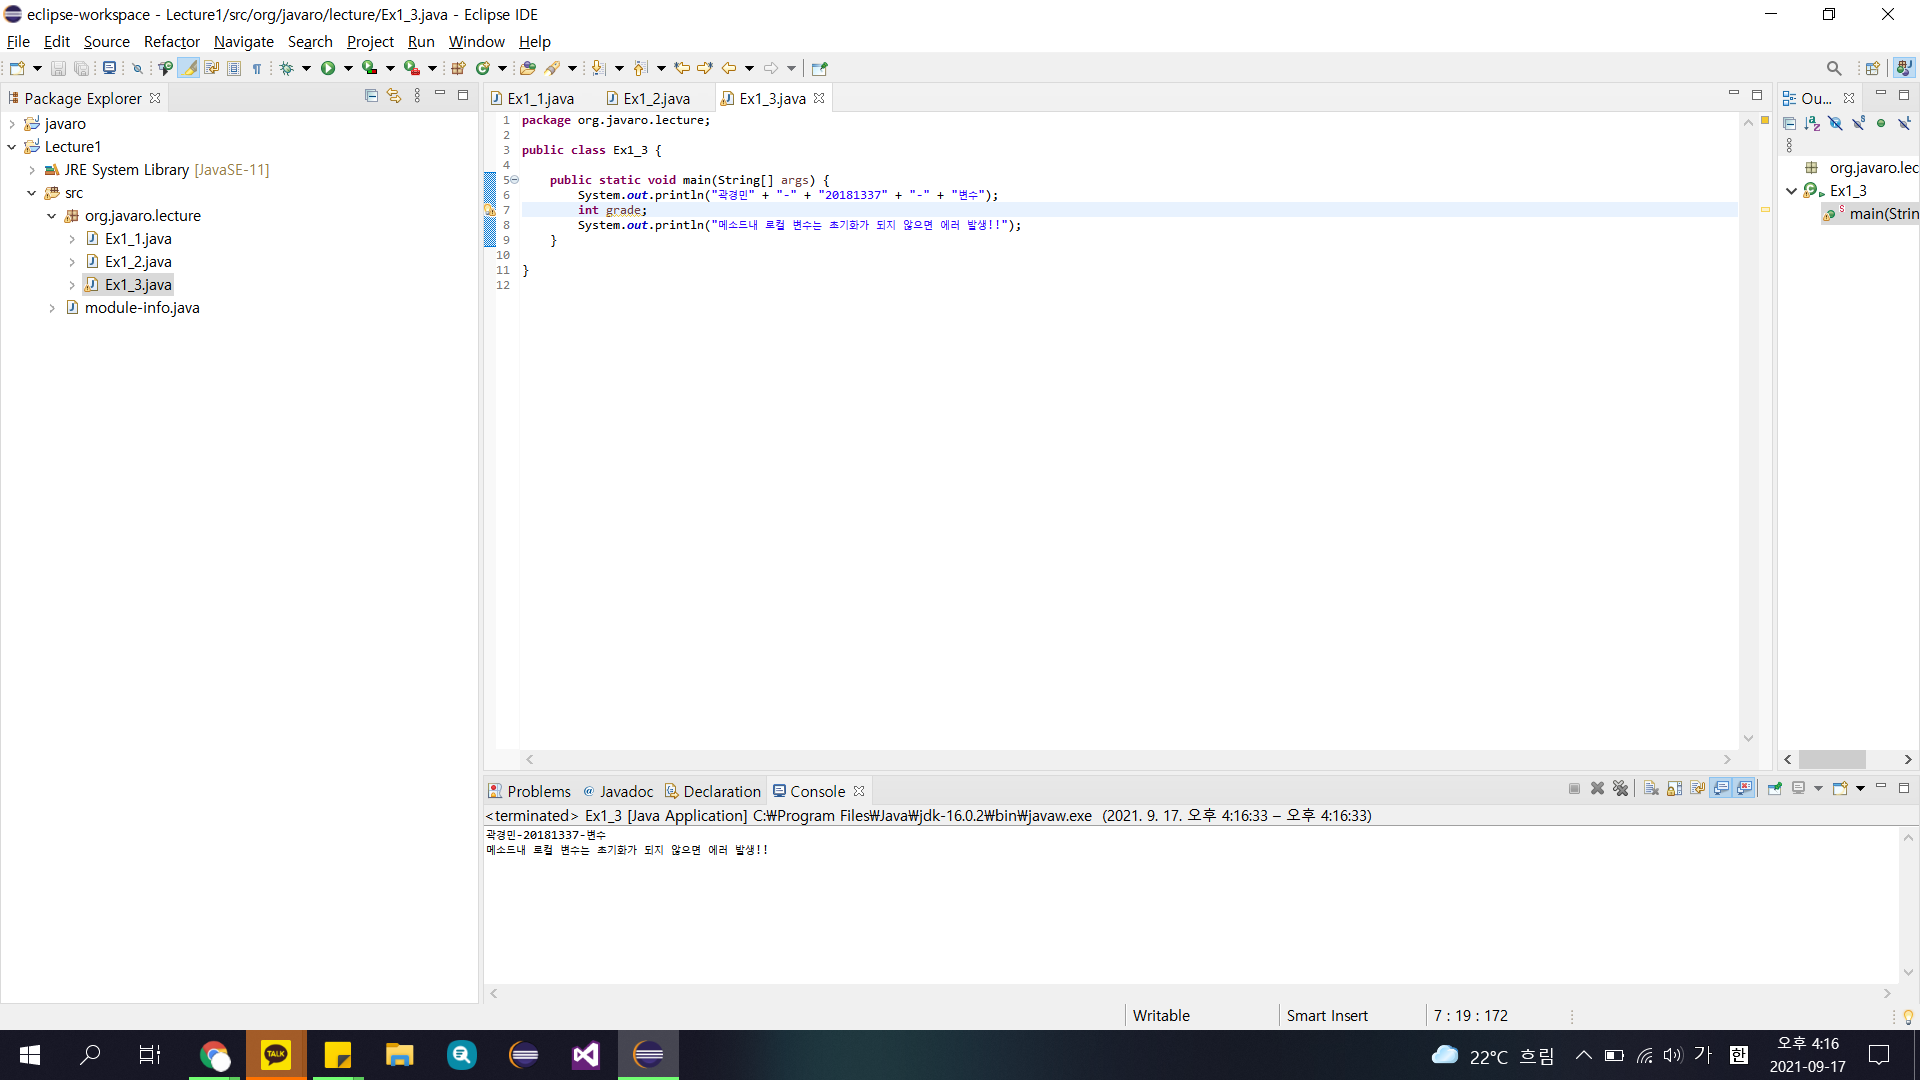 eclipse-workspace - Lecture1/src/org/javaro/lecture/Ex1_3.java - Eclipse IDE
File Edit Source Refactor Navigate Search Project Run Window Help
Package Explorer
javaro
Lecture1
JRE System Library [JavaSE-11]
src
org.javaro.lecture
Ex1_1.java
Ex1_2.java
Ex1_3.java
module-info.java
Ex1_1.java Ex1_2.java Ex1_3.java
1 package org.javaro.lecture;
2
3 public class Ex1_3 {
4
5 public static void main(String[] args) {
6 System.out.println("곽경민" + "-" + "20181337" + "-" + "변수");
7 int grade;
8 System.out.println("메소드내 로컬 변수는 초기화가 되지 않으면 에러 발생!!");
9 }
10
11 }
12
Ou...
org.javaro.lec
Ex1_3
main(Strin
Problems @ Javadoc Declaration Console
<terminated> Ex1_3 [Java Application] C:₩Program Files₩Java₩jdk-16.0.2₩bin₩javaw.exe (2021. 9. 17. 오후 4:16:33 – 오후 4:16:33)
곽경민-20181337-변수
메소드내 로컬 변수는 초기화가 되지 않으면 에러 발생!!
Writable Smart Insert 7 : 19 : 172
TALK
22°C 흐림 가 한
오후 4:16
2021-09-17